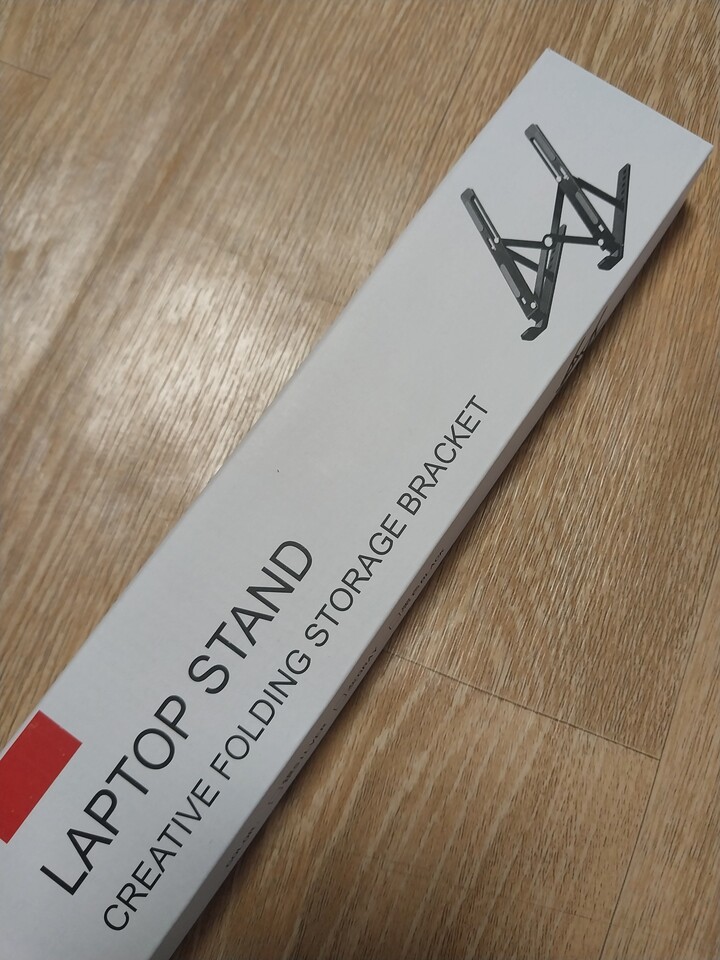 LAPTOP STAND
CREATIVE FOLDING STORAGE BRACKET